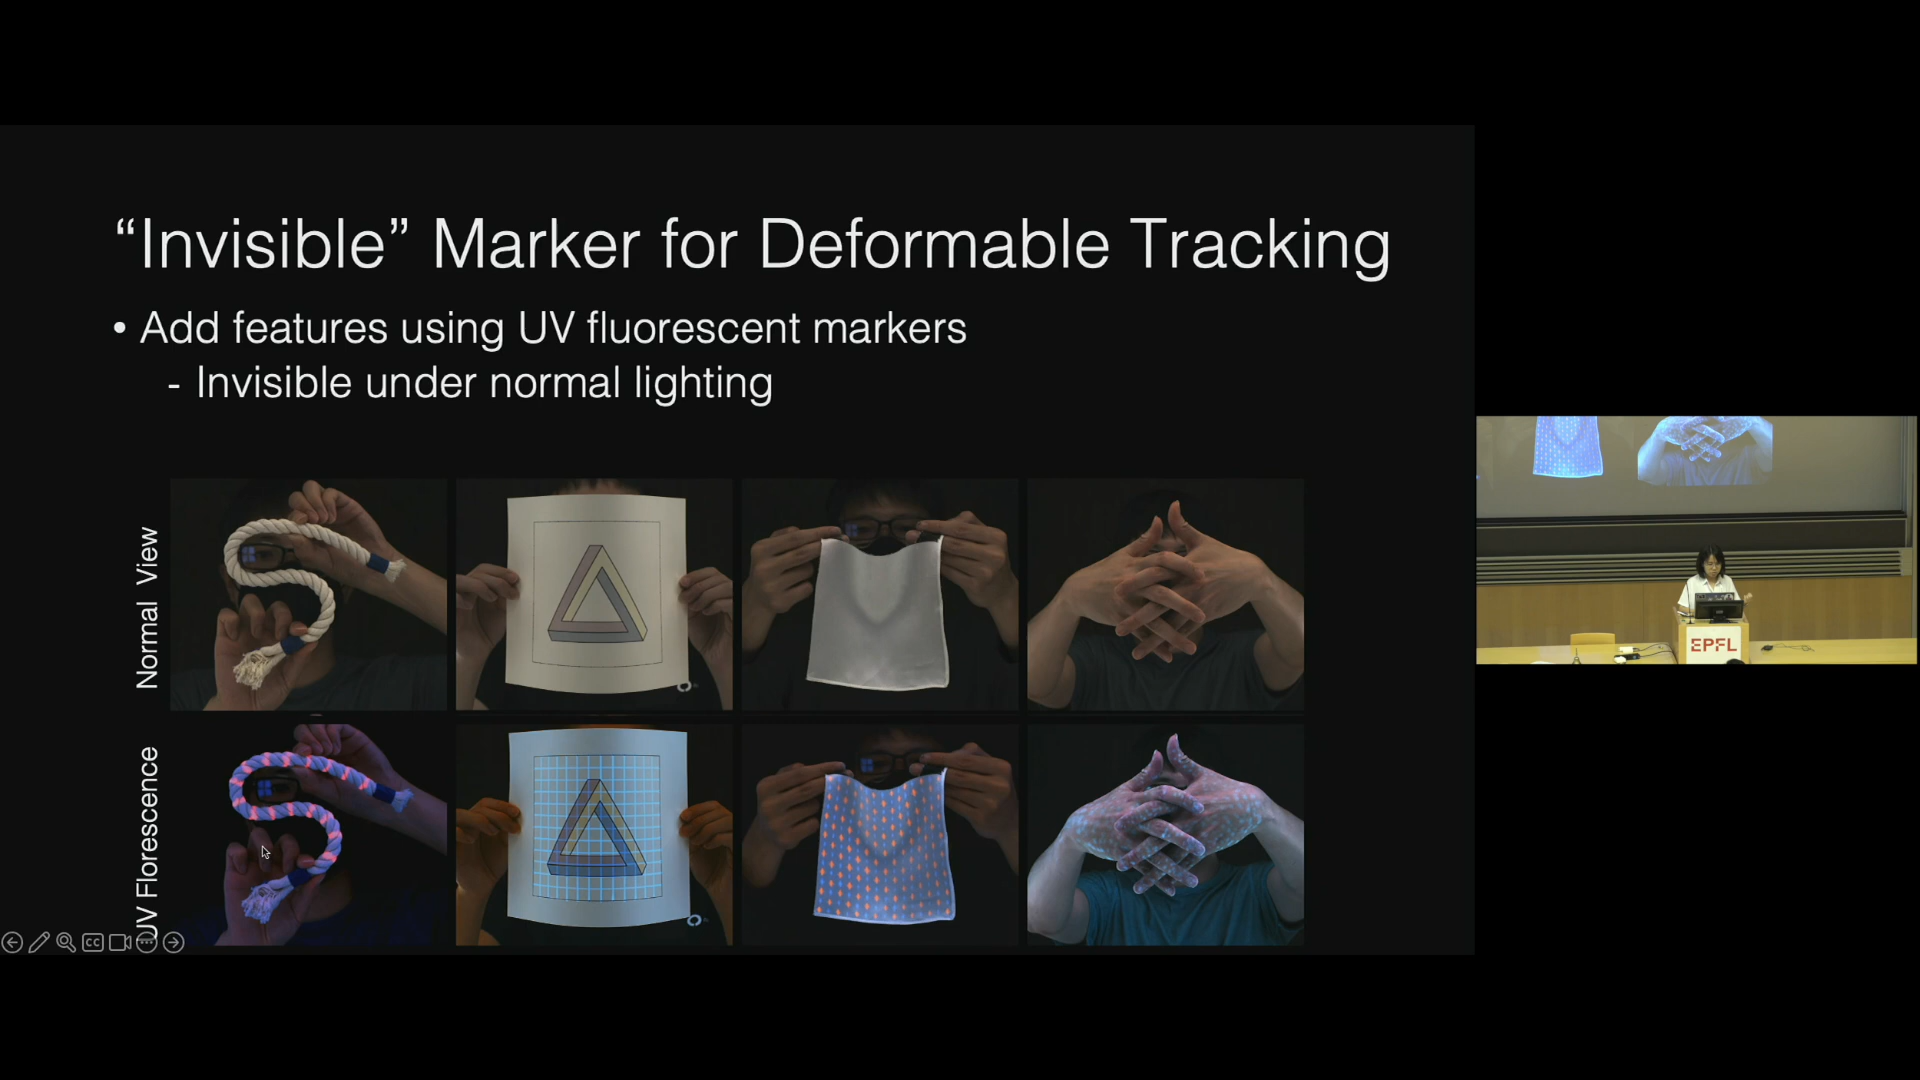 “Invisible” Marker for Deformable Tracking
• Add features using UV fluorescent markers
- Invisible under normal lighting
Normal View
UV Florescence
CC
EPFL